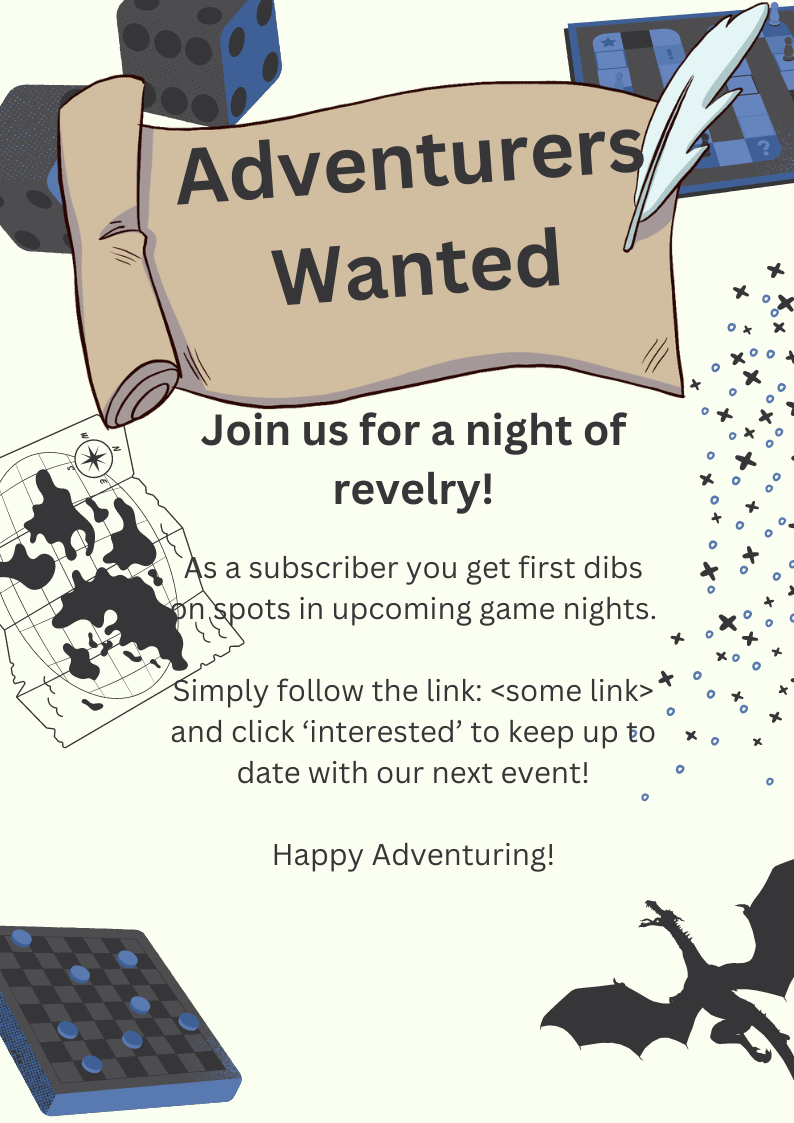 Adventurers
Wanted
Join us for a night of
revelry!
As a subscriber you get first dibs
on spots in upcoming game nights.
Simply follow the link: <some link>
and click ‘interested’ to keep up to
date with our next event!
Happy Adventuring!
W
N
S
E
?